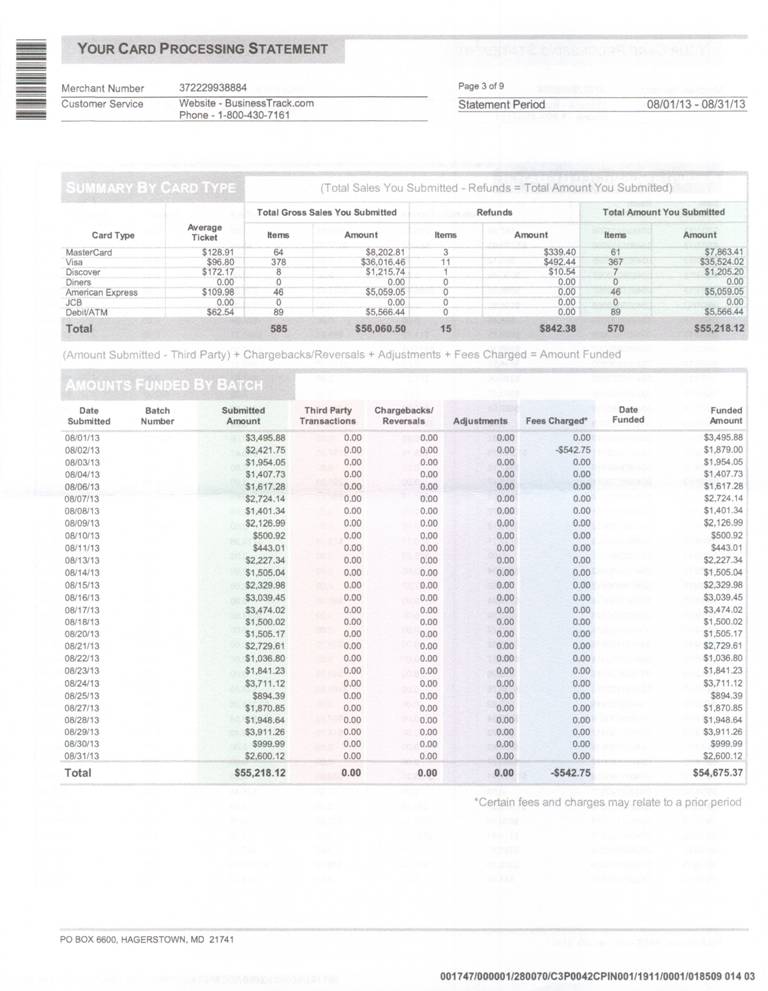 YOUR CARD PROCESSING STATEMENT
Merchant Number 372229938884 Page 3 of 9
Customer Service Website - BusinessTrack.com Statement Period 08/01/13 - 08/31/13
Phone - 1-800-430-7161
SUMMARY BY CARD TYPE (Total Sales You Submitted - Refunds = Total Amount You Submitted)
Total Gross Sales You Submitted Refunds Total Amount You Submitted
Card Type Average Ticket Items Amount Items Amount Items Amount
MasterCard $128.91 64 $8,202.81 3 $339.40 61 $7,863.41
Visa $96.80 378 $36,016.46 11 $492.44 367 $35,524.02
Discover $172.17 8 $1,215.74 1 $10.54 7 $1,205.20
Diners 0.00 0 0.00 0 0.00 0 0.00
American Express $109.98 46 $5,059.05 0 0.00 46 $5,059.05
JCB 0.00 0 0.00 0 0.00 0 0.00
Debit/ATM $62.54 89 $5,566.44 0 0.00 89 $5,566.44
Total 585 $56,060.50 15 $842.38 570 $55,218.12
(Amount Submitted - Third Party) + Chargebacks/Reversals + Adjustments + Fees Charged = Amount Funded
AMOUNTS FUNDED BY BATCH
Date Submitted Batch Number Submitted Amount Third Party Transactions Chargebacks/ Reversals Adjustments Fees Charged* Date Funded Funded Amount
08/01/13 $3,495.88 0.00 0.00 0.00 0.00 $3,495.88
08/02/13 $2,421.75 0.00 0.00 0.00 -$542.75 $1,879.00
08/03/13 $1,954.05 0.00 0.00 0.00 0.00 $1,954.05
08/04/13 $1,407.73 0.00 0.00 0.00 0.00 $1,407.73
08/06/13 $1,617.28 0.00 0.00 0.00 0.00 $1,617.28
08/07/13 $2,724.14 0.00 0.00 0.00 0.00 $2,724.14
08/08/13 $1,401.34 0.00 0.00 0.00 0.00 $1,401.34
08/09/13 $2,126.99 0.00 0.00 0.00 0.00 $2,126.99
08/10/13 $500.92 0.00 0.00 0.00 0.00 $500.92
08/11/13 $443.01 0.00 0.00 0.00 0.00 $443.01
08/13/13 $2,227.34 0.00 0.00 0.00 0.00 $2,227.34
08/14/13 $1,505.04 0.00 0.00 0.00 0.00 $1,505.04
08/15/13 $2,329.98 0.00 0.00 0.00 0.00 $2,329.98
08/16/13 $3,039.45 0.00 0.00 0.00 0.00 $3,039.45
08/17/13 $3,474.02 0.00 0.00 0.00 0.00 $3,474.02
08/18/13 $1,500.02 0.00 0.00 0.00 0.00 $1,500.02
08/20/13 $1,505.17 0.00 0.00 0.00 0.00 $1,505.17
08/21/13 $2,729.61 0.00 0.00 0.00 0.00 $2,729.61
08/22/13 $1,036.80 0.00 0.00 0.00 0.00 $1,036.80
08/23/13 $1,841.23 0.00 0.00 0.00 0.00 $1,841.23
08/24/13 $3,711.12 0.00 0.00 0.00 0.00 $3,711.12
08/25/13 $894.39 0.00 0.00 0.00 0.00 $894.39
08/27/13 $1,870.85 0.00 0.00 0.00 0.00 $1,870.85
08/28/13 $1,948.64 0.00 0.00 0.00 0.00 $1,948.64
08/29/13 $3,911.26 0.00 0.00 0.00 0.00 $3,911.26
08/30/13 $999.99 0.00 0.00 0.00 0.00 $999.99
08/31/13 $2,600.12 0.00 0.00 0.00 0.00 $2,600.12
Total $55,218.12 0.00 0.00 0.00 -$542.75 $54,675.37
*Certain fees and charges may relate to a prior period
PO BOX 6600, HAGERSTOWN, MD 21741
001747/000001/280070/C3P0042CPIN001/1911/0001/018509 014 03